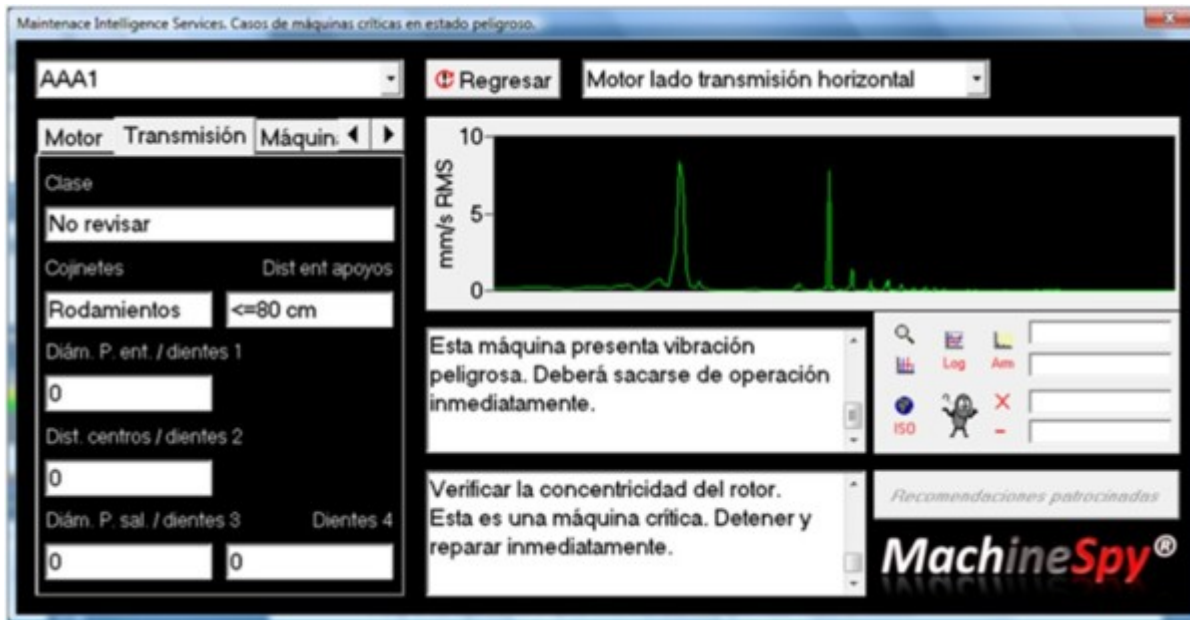 Maintenace Intelligence Services. Casos de máquinas críticas en estado peligroso.
AAA1
Regresar
Motor lado transmisión horizontal
Motor
Transmisión
Máquin
Clase
No revisar
Cojinetes
Dist ent apoyos
Rodamientos
<=80 cm
Diám. P. ent. / dientes 1
0
Dist. centros / dientes 2
0
Diám. P. sal. / dientes 3
Dientes 4
0
0
10
5
0
mm/s RMS
Esta máquina presenta vibración
peligrosa. Deberá sacarse de operación
inmediatamente.
Verificar la concentricidad del rotor.
Esta es una máquina crítica. Detener y
reparar inmediatamente.
Log
Arm
ISO
Recomendaciones patrocinadas
MachineSpy®